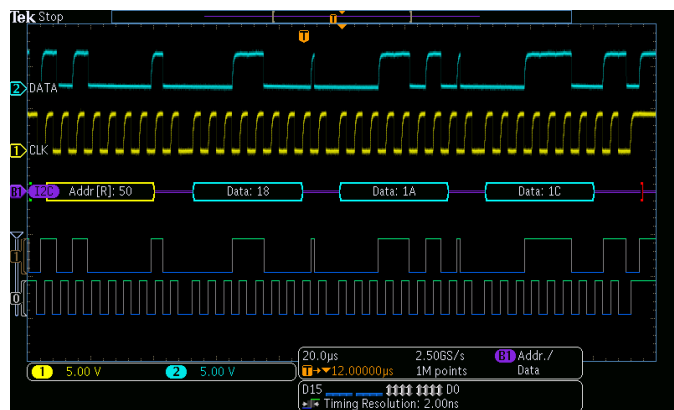 Tek Stop
T
T
2 DATA
1 CLK
B1 I2C Addr[R]: 50 Data: 18 Data: 1A Data: 1C
1
0
1 5.00 V 2 5.00 V
20.0µs 2.50GS/s B1 Addr./
T→▼12.00000µs 1M points Data
D15 D0
Timing Resolution: 2.00ns